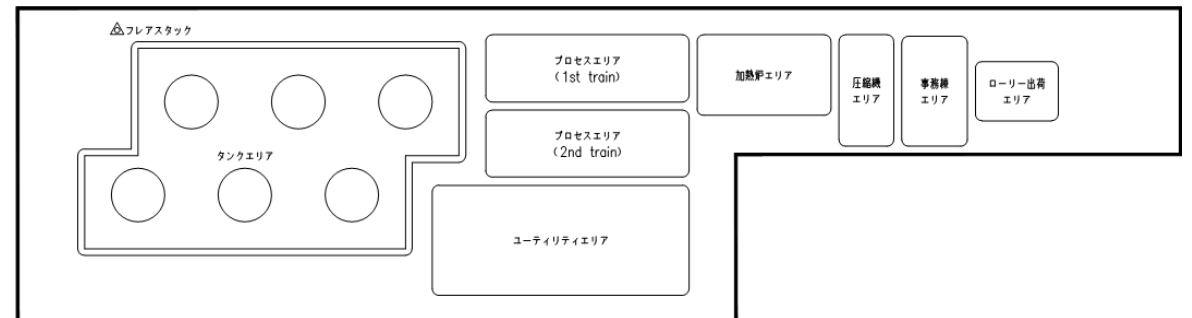 フレアスタック
プロセスエリア
(1st train)
加熱炉エリア
圧縮機
エリア
事務棟
エリア
ローリー出荷
エリア
プロセスエリア
(2nd train)
タンクエリア
ユーティリティエリア